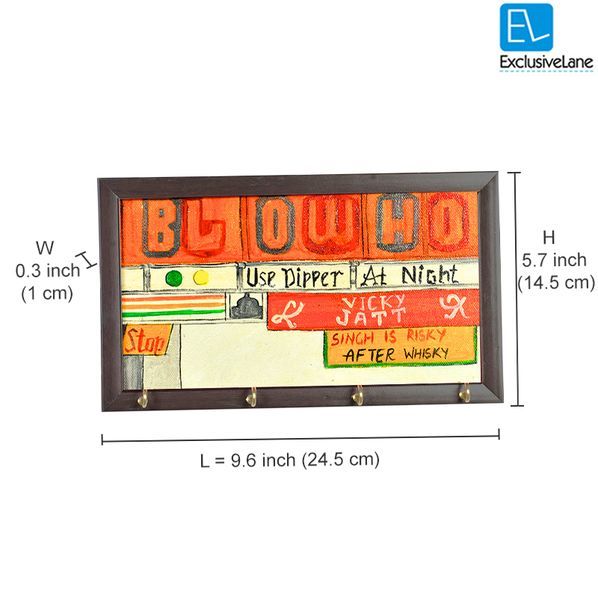 EL
ExclusiveLane
BLOWHO
Use Dipper At Night
VICKY
JATT
Stop
SINGH IS RISKY
AFTER WHISKY
W
0.3 inch
(1 cm)
H
5.7 inch
(14.5 cm)
L = 9.6 inch (24.5 cm)